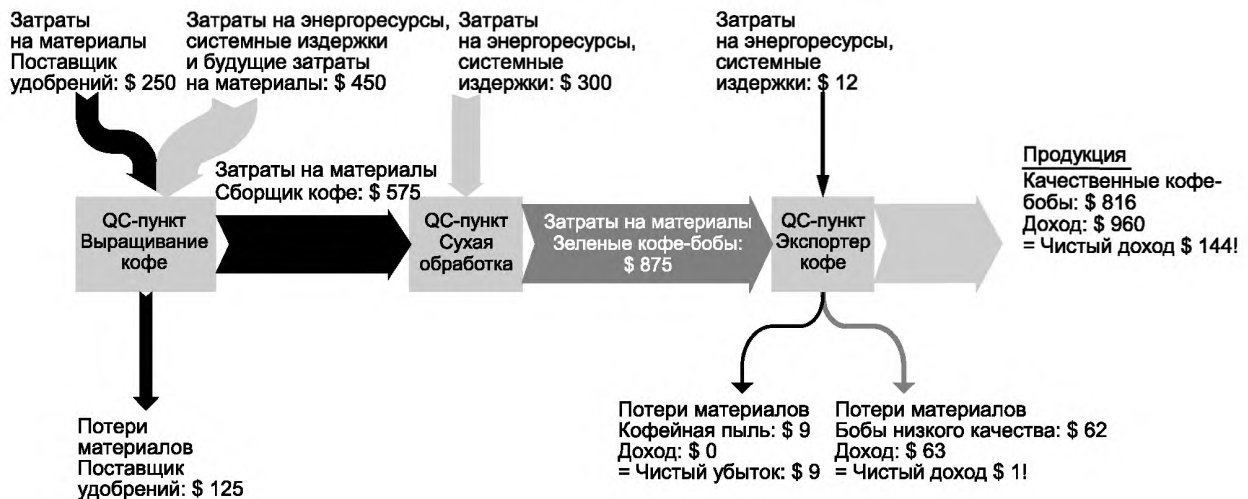 Затраты
на материалы
Поставщик
удобрений: $ 250
Затраты на энергоресурсы,
системные издержки
и будущие затраты
на материалы: $ 450
Затраты
на энергоресурсы,
системные
издержки: $ 300
Затраты
на энергоресурсы,
системные
издержки: $ 12
Затраты на материалы
Сборщик кофе: $ 575
QC-пункт
Выращивание
кофе
QC-пункт
Сухая
обработка
Затраты на материалы
Зеленые кофе-бобы:
$ 875
QC-пункт
Экспортер
кофе
Продукция
Качественные кофе-
бобы: $ 816
Доход: $ 960
= Чистый доход $ 144!
Потери
материалов
Поставщик
удобрений: $ 125
Потери материалов
Кофейная пыль: $ 9
Доход: $ 0
= Чистый убыток: $ 9
Потери материалов
Бобы низкого качества: $ 62
Доход: $ 63
= Чистый доход $ 1!